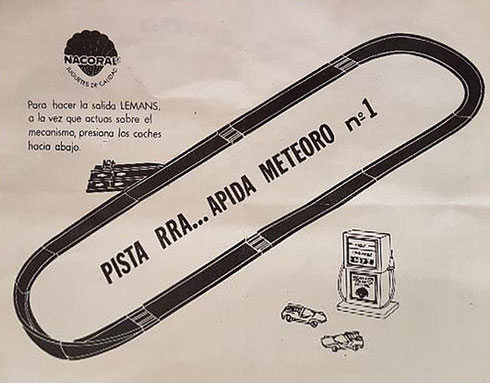 NACORAL
JUGUETES DE CALIDAD
Para hacer la salida LEMANS,
a la vez que actuas sobre el
mecanismo, presiona los coches
hacia abajo.
PISTA RRA... APIDA METEORO nº 1